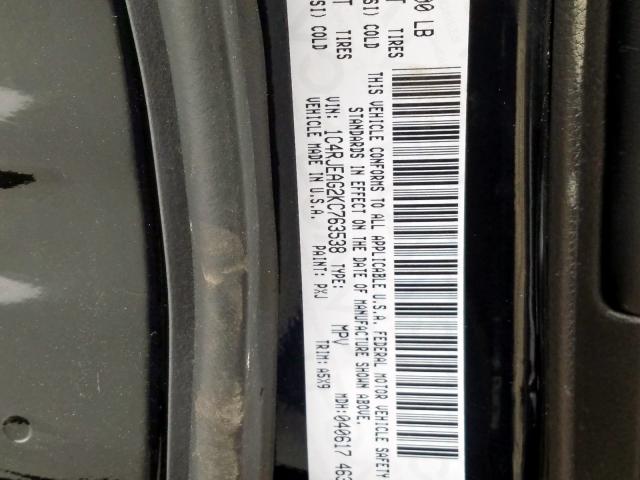 00 LB
T TIRES
SI) COLD
T TIRES
SI) COLD
THIS VEHICLE CONFORMS TO ALL APPLICABLE U.S.A. FEDERAL MOTOR VEHICLE SAFETY
STANDARDS IN EFFECT ON THE DATE OF MANUFACTURE SHOWN ABOVE.
VIN: 1C4RJEAG2KC763538 TYPE: MPV MDH:040617 463
VEHICLE MADE IN U.S.A. PAINT: PXJ TRIM: A5X9